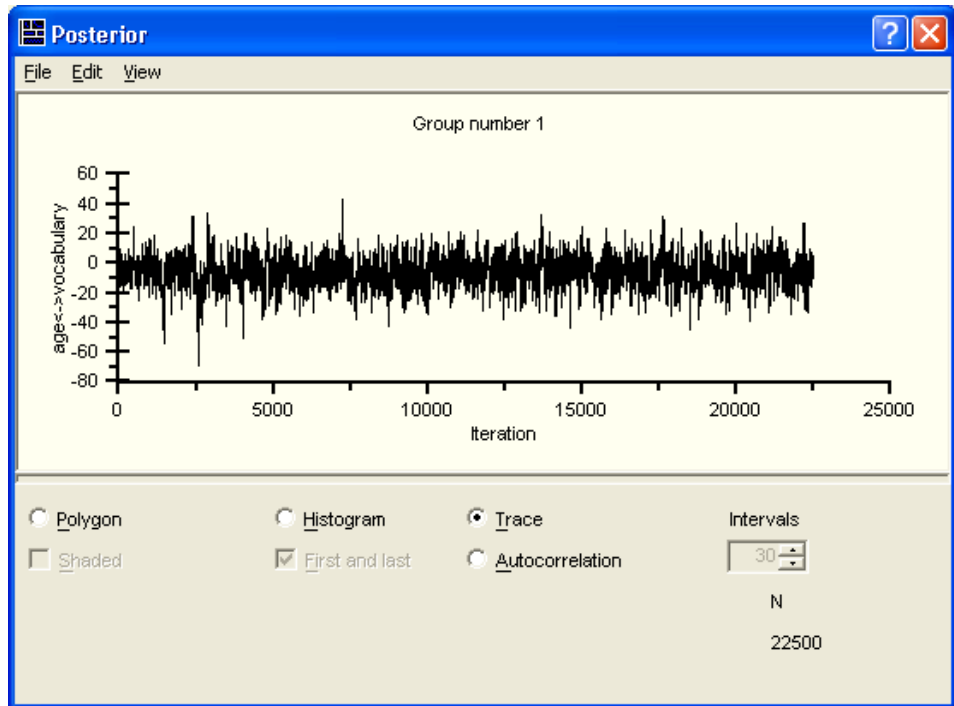 Posterior
File Edit View
Group number 1
60
40
20
0
-20
-40
-60
-80
age<->vocabulary
0 5000 10000 15000 20000 25000
Iteration
Polygon Histogram Trace Intervals
Shaded First and last Autocorrelation 30
N
22500